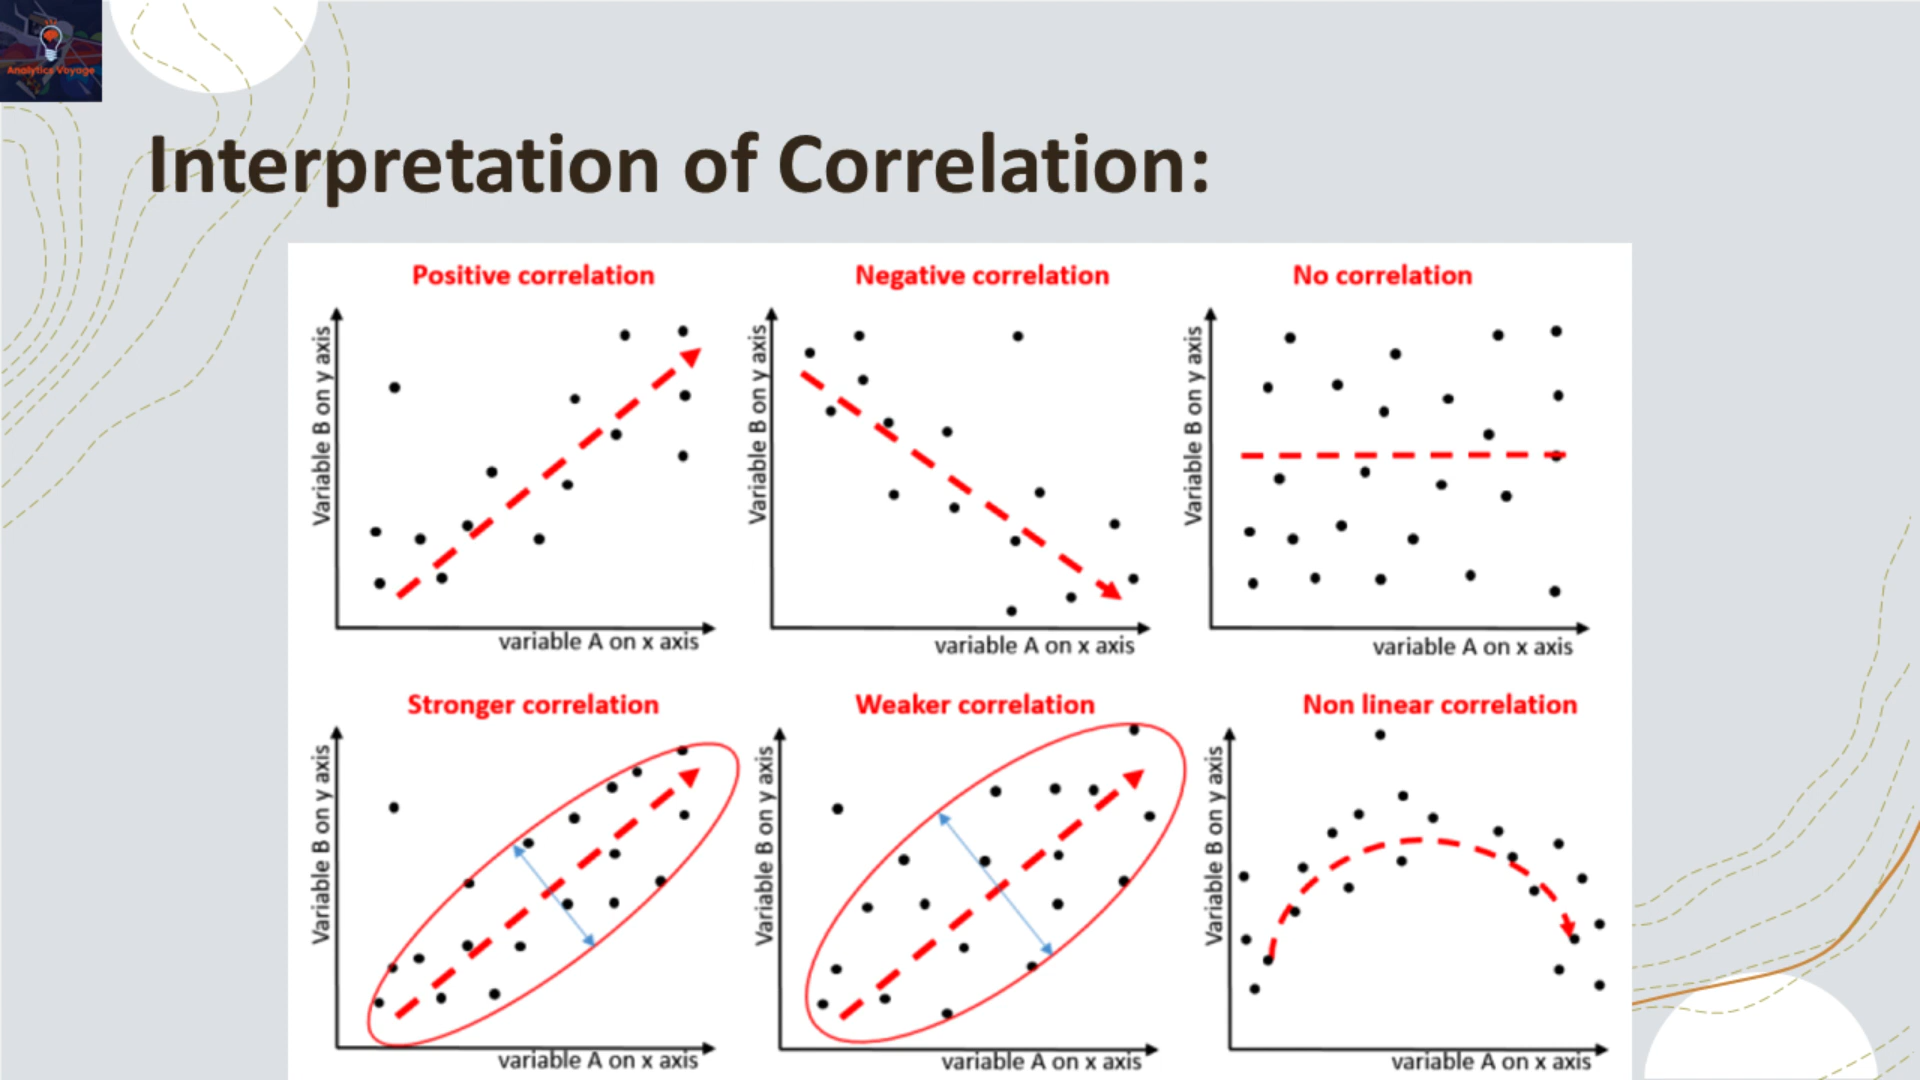 Analytics Voyage
Interpretation of Correlation:
Positive correlation
Negative correlation
No correlation
Variable B on y axis
variable A on x axis
Variable B on y axis
variable A on x axis
Variable B on y axis
variable A on x axis
Stronger correlation
Weaker correlation
Non linear correlation
Variable B on y axis
variable A on x axis
Variable B on y axis
variable A on x axis
Variable B on y axis
variable A on x axis